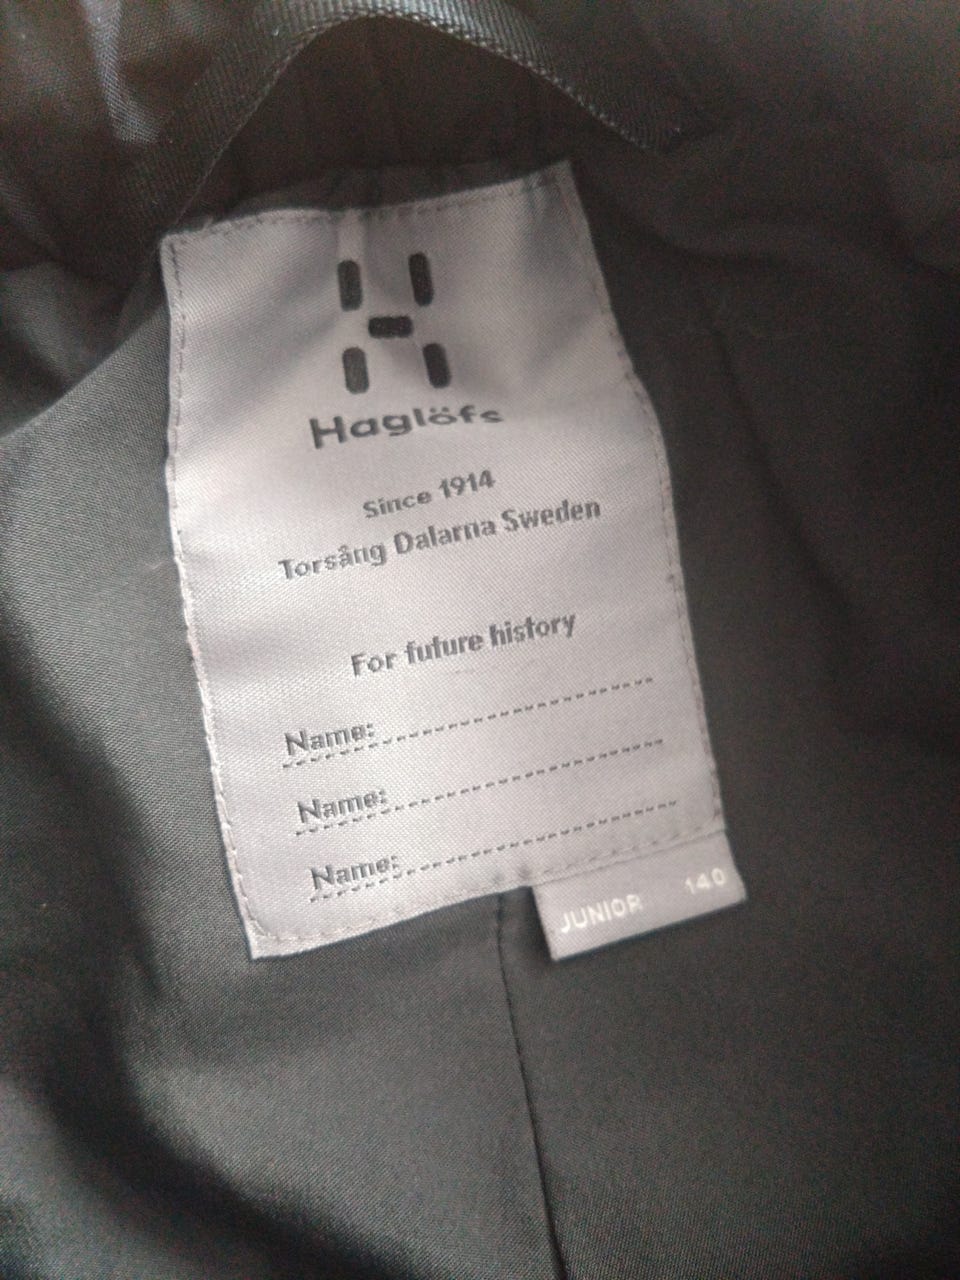 Haglöfs
Since 1914
Torsång Dalarna Sweden
For future history
Name:
Name:
Name:
JUNIOR 140